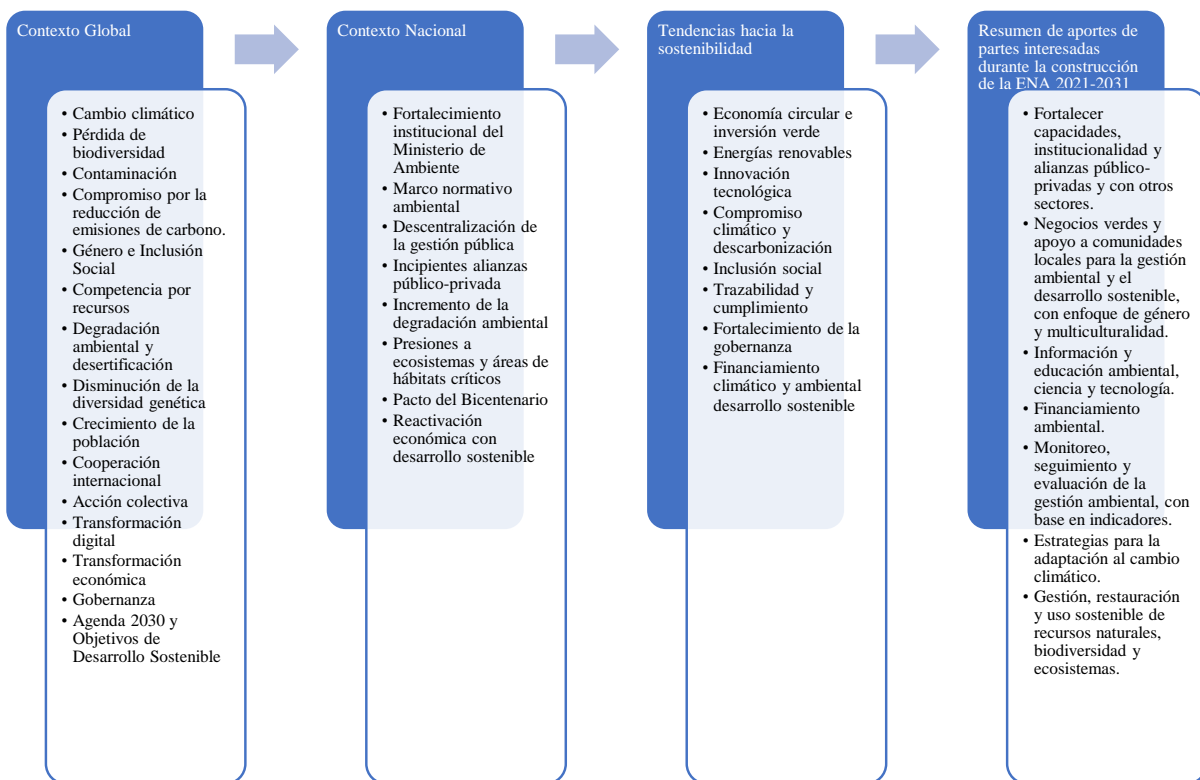 Contexto Global
• Cambio climático
• Pérdida de
biodiversidad
• Contaminación
• Compromiso por la
reducción de
emisiones de carbono.
• Género e Inclusión
Social
• Competencia por
recursos
• Degradación
ambiental y
desertificación
• Disminución de la
diversidad genética
• Crecimiento de la
población
• Cooperación
internacional
• Acción colectiva
• Transformación
digital
• Transformación
económica
• Gobernanza
• Agenda 2030 y
Objetivos de
Desarrollo Sostenible
Contexto Nacional
• Fortalecimiento
institucional del
Ministerio de
Ambiente
• Marco normativo
ambiental
• Descentralización de
la gestión pública
• Incipientes alianzas
público-privada
• Incremento de la
degradación ambiental
• Presiones a
ecosistemas y áreas de
hábitats críticos
• Pacto del Bicentenario
• Reactivación
económica con
desarrollo sostenible
Tendencias hacia la
sostenibilidad
• Economía circular e
inversión verde
• Energías renovables
• Innovación
tecnológica
• Compromiso
climático y
descarbonización
• Inclusión social
• Trazabilidad y
cumplimiento
• Fortalecimiento de la
gobernanza
• Financiamiento
climático y ambiental
desarrollo sostenible
Resumen de aportes de
partes interesadas
durante la construcción
de la ENA 2021-2031
• Fortalecer
capacidades,
institucionalidad y
alianzas público-
privadas y con otros
sectores.
• Negocios verdes y
apoyo a comunidades
locales para la gestión
ambiental y el
desarrollo sostenible,
con enfoque de género
y multiculturalidad.
• Información y
educación ambiental,
ciencia y tecnología.
• Financiamiento
ambiental.
• Monitoreo,
seguimiento y
evaluación de la
gestión ambiental, con
base en indicadores.
• Estrategias para la
adaptación al cambio
climático.
• Gestión, restauración
y uso sostenible de
recursos naturales,
biodiversidad y
ecosistemas.